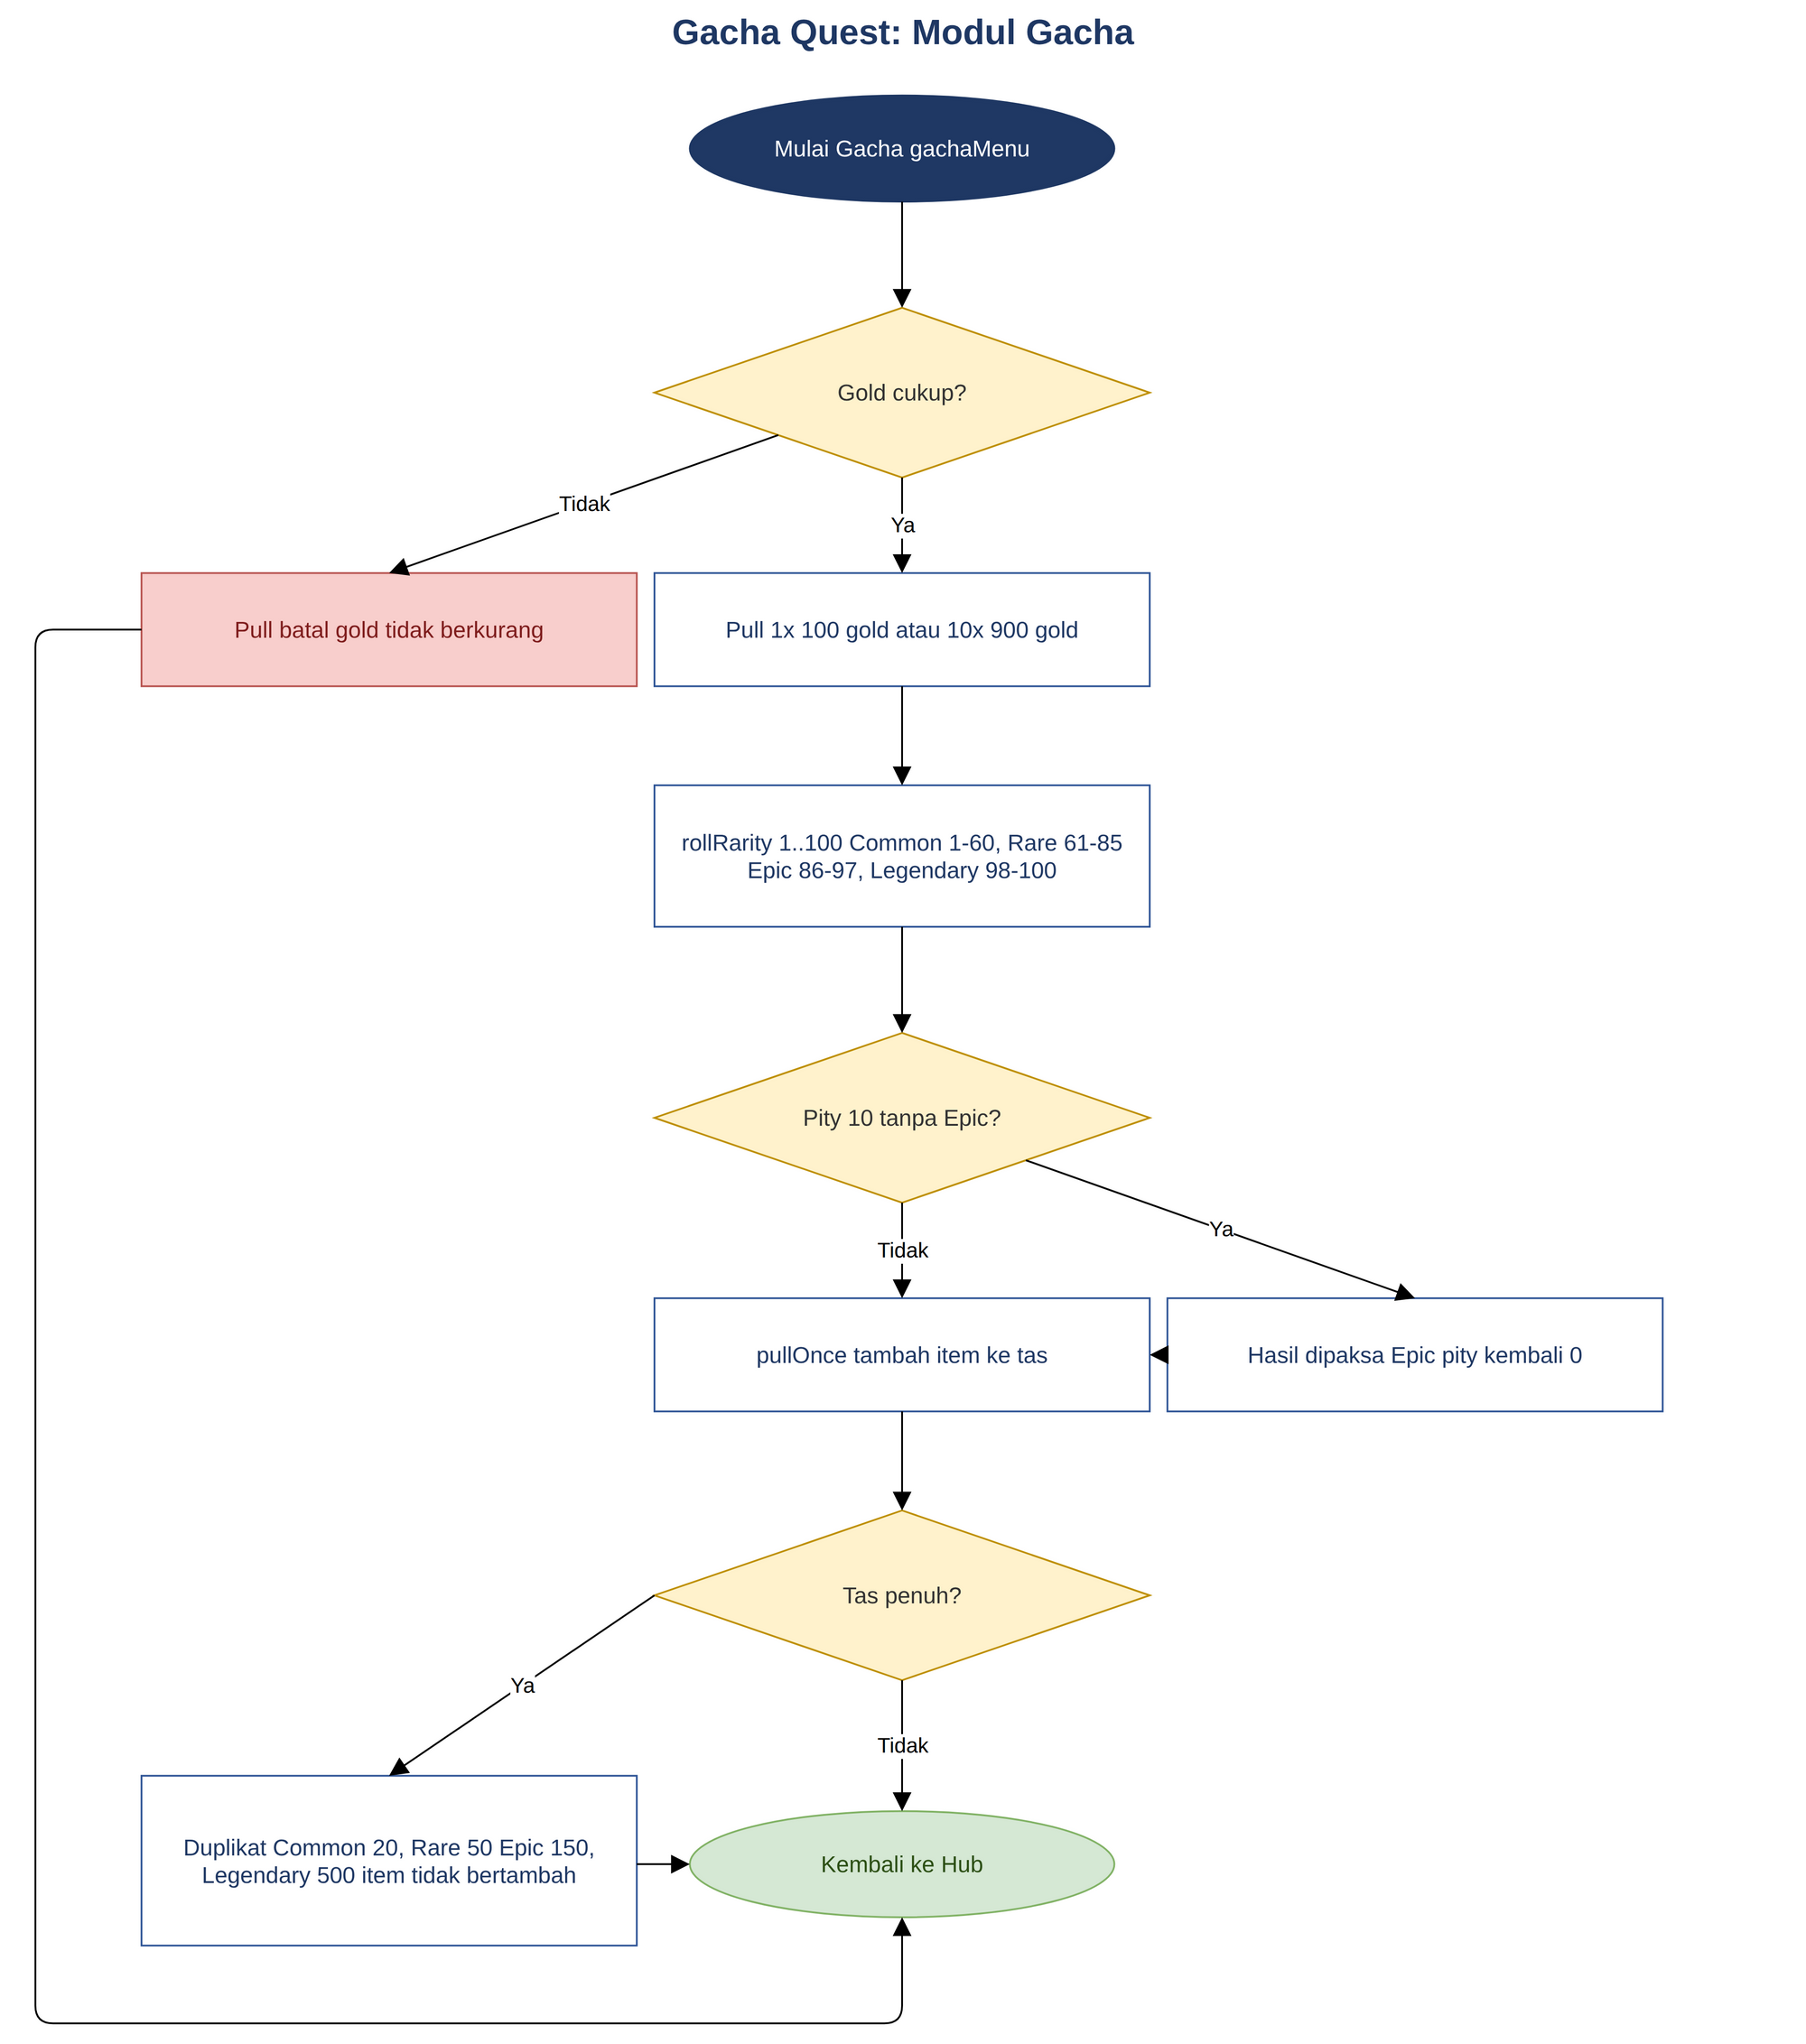 Gacha Quest: Modul Gacha
Mulai Gacha gachaMenu
Gold cukup?
Tidak
Ya
Pull batal gold tidak berkurang
Pull 1x 100 gold atau 10x 900 gold
rollRarity 1..100 Common 1-60, Rare 61-85
Epic 86-97, Legendary 98-100
Pity 10 tanpa Epic?
Ya
Tidak
pullOnce tambah item ke tas
Hasil dipaksa Epic pity kembali 0
Tas penuh?
Ya
Tidak
Duplikat Common 20, Rare 50 Epic 150,
Legendary 500 item tidak bertambah
Kembali ke Hub